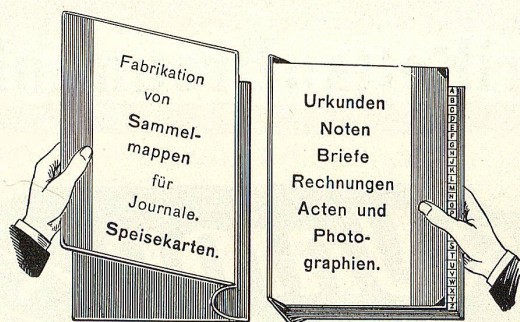 Fabrikation
von
Sammel-
mappen
für
Journale.
Speisekarten.
Urkunden
Noten
Briefe
Rechnungen
Acten und
Photo-
graphien.
A
B
C
D
E
F
G
H
J
K
L
M
N
O
P
S
T
U
V
W
X
Y
Z